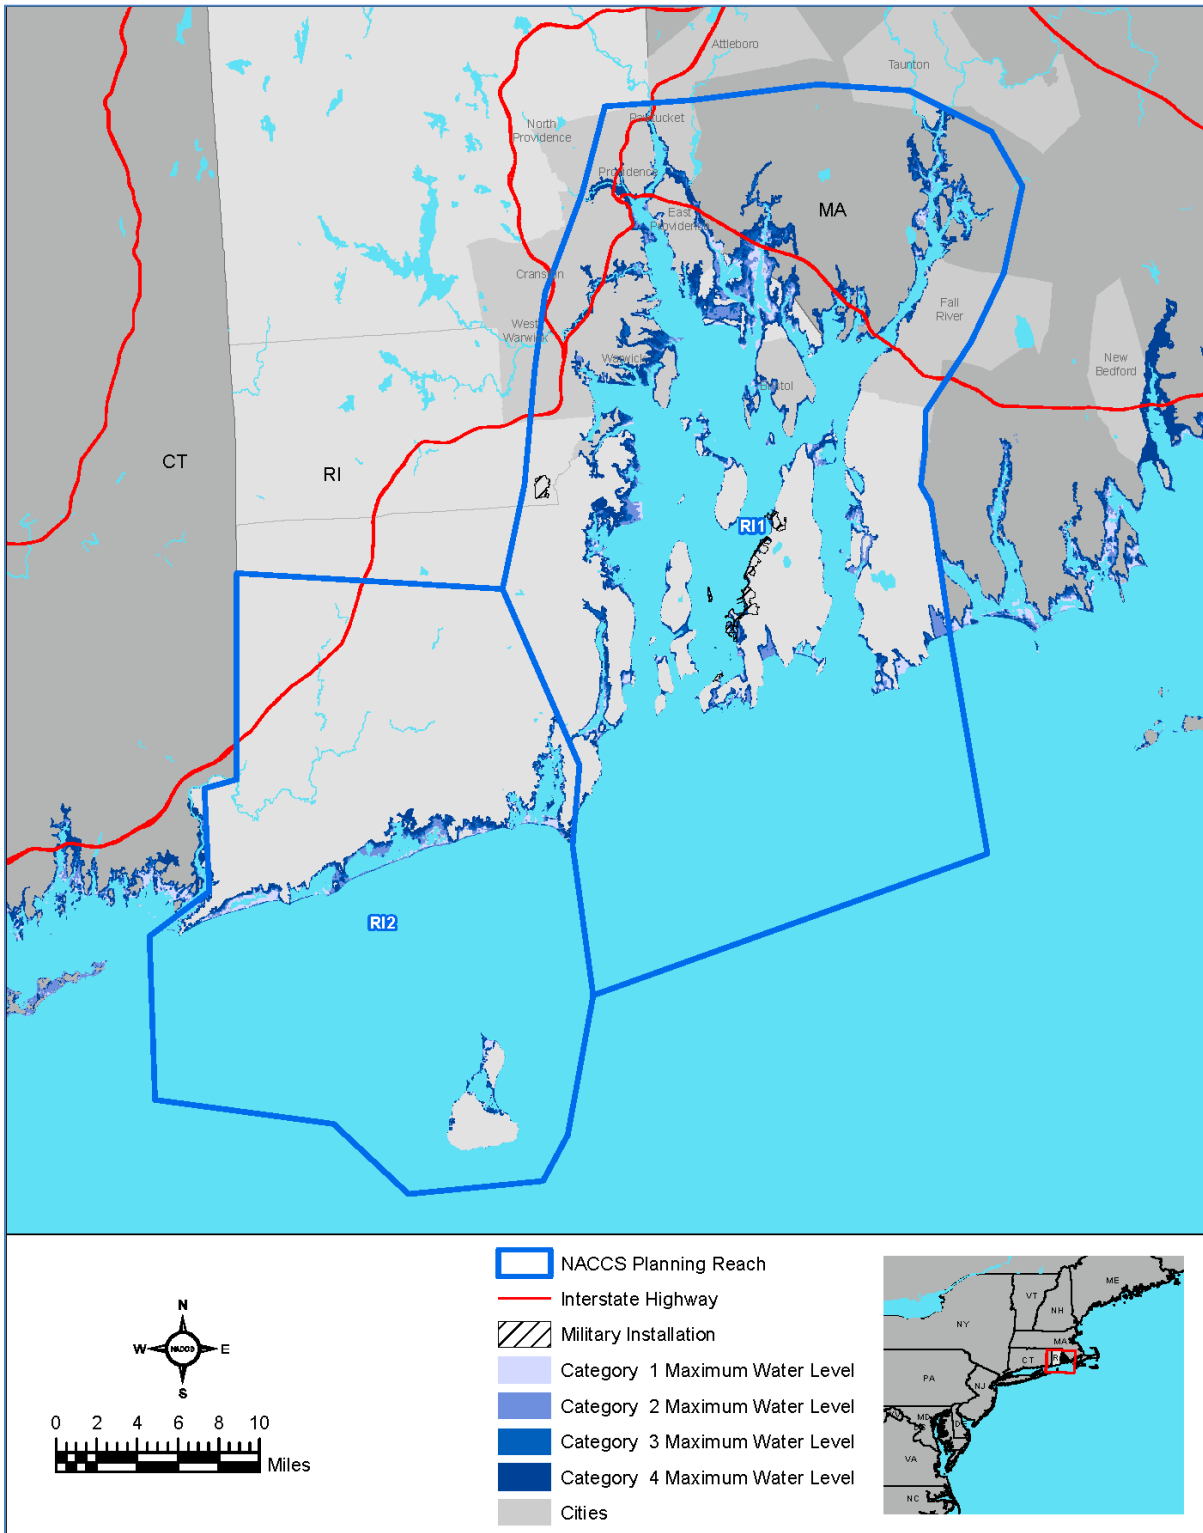 Attleboro
Taunton
Pawtucket
North
Providence
Providence
MA
East
Providence
Cranston
Fall
River
West
Warwick
Warwick
New
Bedford
Bristol
CT
RI
RI1
RI2
NACCS Planning Reach
Interstate Highway
Military Installation
Category 1 Maximum Water Level
Category 2 Maximum Water Level
Category 3 Maximum Water Level
Category 4 Maximum Water Level
Cities
N
W
E
S
0 2 4 6 8 10
Miles
ME
VT
NH
NY
MA
CT
PA
NJ
MD
VA
NC